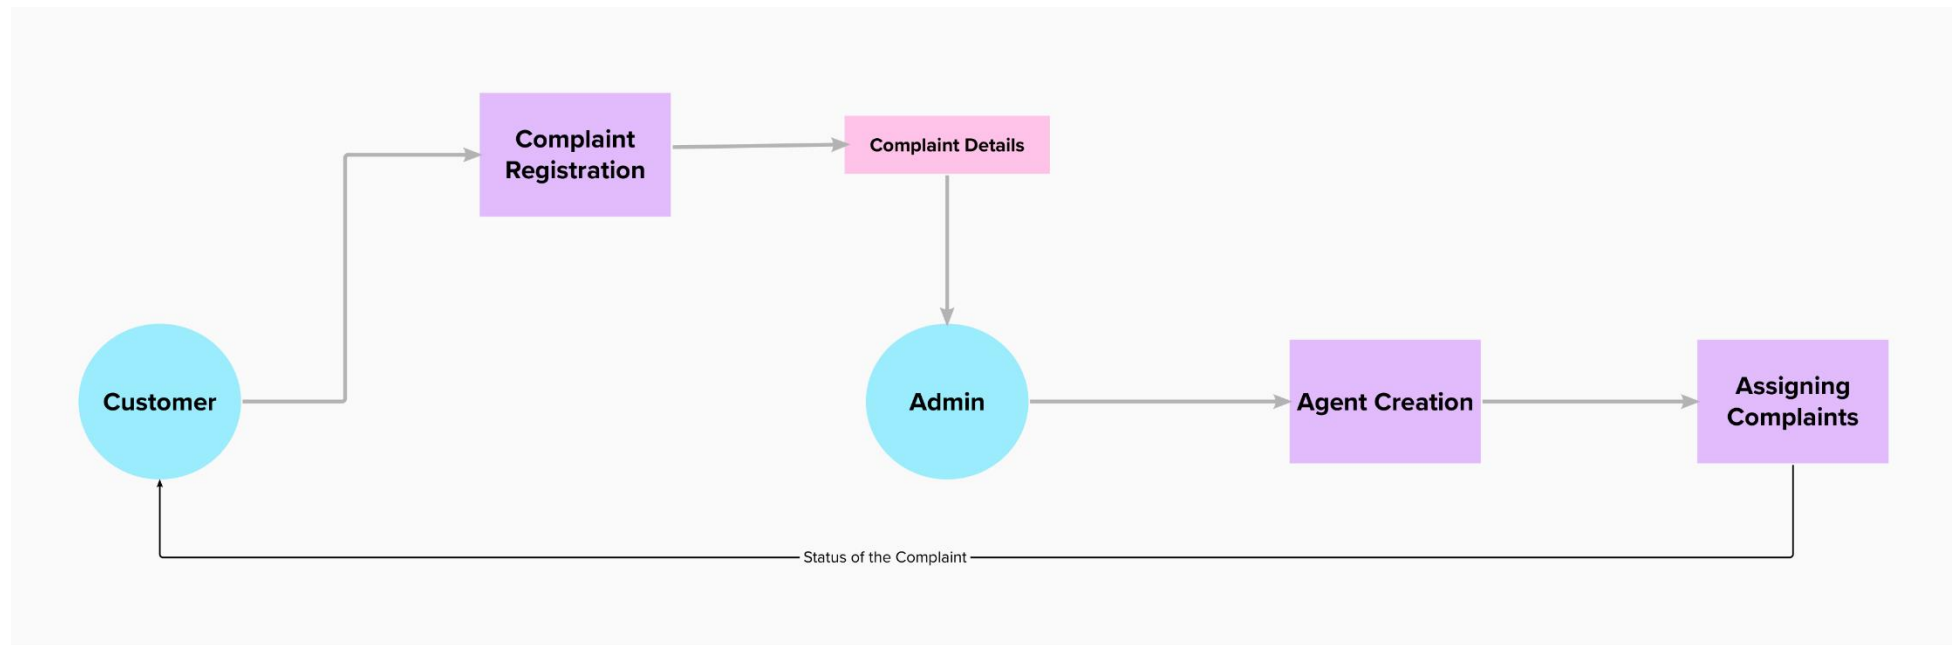 Complaint
Registration
Complaint Details
Customer
Admin
Agent Creation
Assigning
Complaints
Status of the Complaint